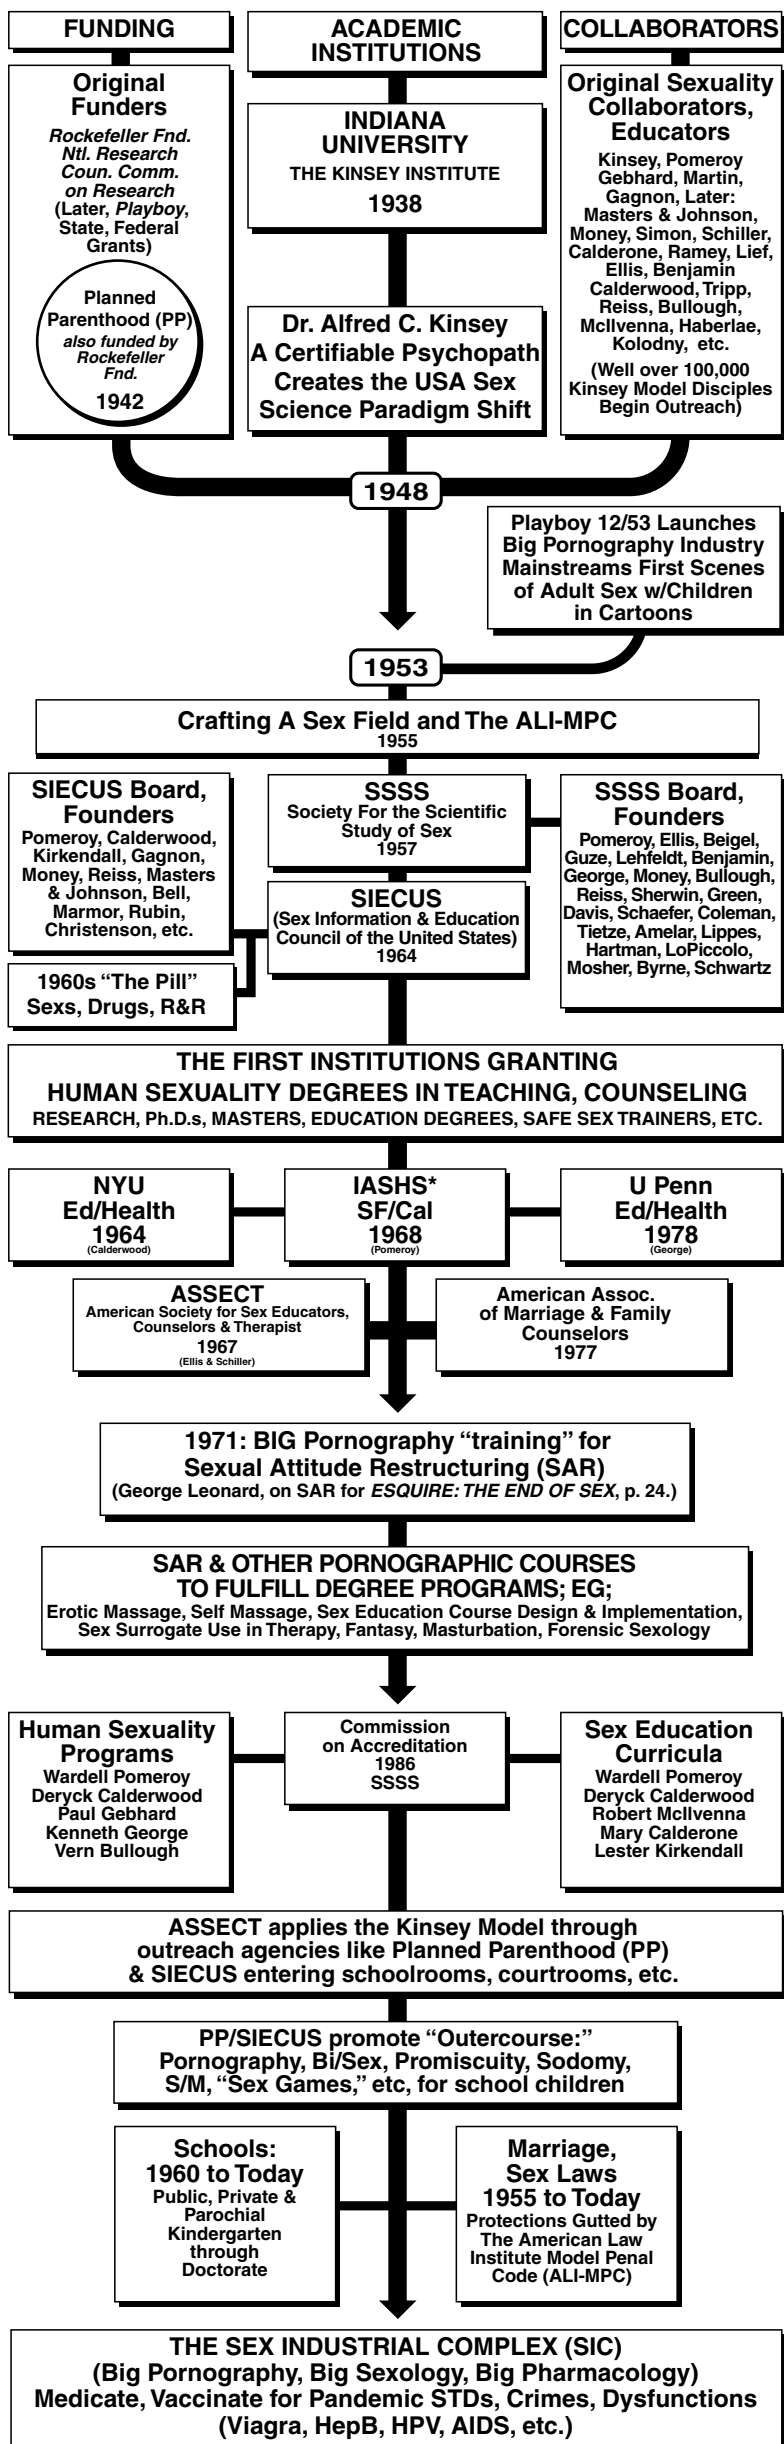 FUNDING
ACADEMIC
INSTITUTIONS
COLLABORATORS
Original
Funders
Rockefeller Fnd.
Ntl. Research
Coun. Comm.
on Research
(Later, Playboy,
State, Federal
Grants)
Planned
Parenthood (PP)
also funded by
Rockefeller
Fnd.
1942
INDIANA
UNIVERSITY
THE KINSEY INSTITUTE
1938
Dr. Alfred C. Kinsey
A Certifiable Psychopath
Creates the USA Sex
Science Paradigm Shift
Original Sexuality
Collaborators,
Educators
Kinsey, Pomeroy
Gebhard, Martin,
Gagnon, Later:
Masters & Johnson,
Money, Simon, Schiller,
Calderone, Ramey, Lief,
Ellis, Benjamin
Calderwood, Tripp,
Reiss, Bullough,
McIlvenna, Haberlae,
Kolodny, etc.
(Well over 100,000
Kinsey Model Disciples
Begin Outreach)
1948
Playboy 12/53 Launches
Big Pornography Industry
Mainstreams First Scenes
of Adult Sex w/Children
in Cartoons
1953
Crafting A Sex Field and The ALI-MPC
1955
SIECUS Board,
Founders
Pomeroy, Calderwood,
Kirkendall, Gagnon,
Money, Reiss, Masters
& Johnson, Bell,
Marmor, Rubin,
Christenson, etc.
1960s “The Pill”
Sexs, Drugs, R&R
SSSS
Society For the Scientific
Study of Sex
1957
SIECUS
(Sex Information & Education
Council of the United States)
1964
SSSS Board,
Founders
Pomeroy, Ellis, Beigel,
Guze, Lehfeldt, Benjamin,
George, Money, Bullough,
Reiss, Sherwin, Green,
Davis, Schaefer, Coleman,
Tietze, Amelar, Lippes,
Hartman, LoPiccolo,
Mosher, Byrne, Schwartz
THE FIRST INSTITUTIONS GRANTING
HUMAN SEXUALITY DEGREES IN TEACHING, COUNSELING
RESEARCH, Ph.D.s, MASTERS, EDUCATION DEGREES, SAFE SEX TRAINERS, ETC.
NYU
Ed/Health
1964
(Calderwood)
IASHS*
SF/Cal
1968
(Pomeroy)
U Penn
Ed/Health
1978
(George)
ASSECT
American Society for Sex Educators,
Counselors & Therapist
1967
(Ellis & Schiller)
American Assoc.
of Marriage & Family
Counselors
1977
1971: BIG Pornography “training” for
Sexual Attitude Restructuring (SAR)
(George Leonard, on SAR for ESQUIRE: THE END OF SEX, p. 24.)
SAR & OTHER PORNOGRAPHIC COURSES
TO FULFILL DEGREE PROGRAMS; EG;
Erotic Massage, Self Massage, Sex Education Course Design & Implementation,
Sex Surrogate Use in Therapy, Fantasy, Masturbation, Forensic Sexology
Human Sexuality
Programs
Wardell Pomeroy
Deryck Calderwood
Paul Gebhard
Kenneth George
Vern Bullough
Commission
on Accreditation
1986
SSSS
Sex Education
Curricula
Wardell Pomeroy
Deryck Calderwood
Robert McIlvenna
Mary Calderone
Lester Kirkendall
ASSECT applies the Kinsey Model through
outreach agencies like Planned Parenthood (PP)
& SIECUS entering schoolrooms, courtrooms, etc.
PP/SIECUS promote “Outercourse:”
Pornography, Bi/Sex, Promiscuity, Sodomy,
S/M, “Sex Games,” etc, for school children
Schools:
1960 to Today
Public, Private &
Parochial
Kindergarten
through
Doctorate
Marriage,
Sex Laws
1955 to Today
Protections Gutted by
The American Law
Institute Model Penal
Code (ALI-MPC)
THE SEX INDUSTRIAL COMPLEX (SIC)
(Big Pornography, Big Sexology, Big Pharmacology)
Medicate, Vaccinate for Pandemic STDs, Crimes, Dysfunctions
(Viagra, HepB, HPV, AIDS, etc.)